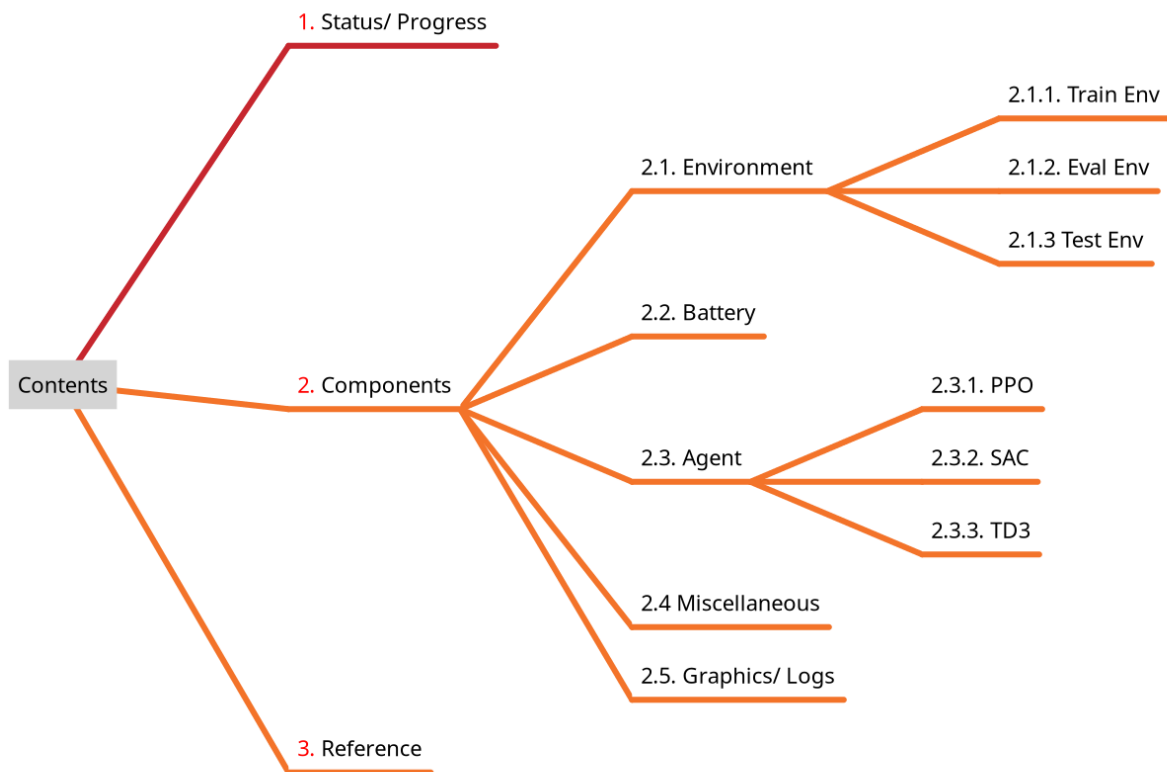 1. Status/ Progress
2.1.1. Train Env
2.1. Environment
2.1.2. Eval Env
2.1.3 Test Env
2.2. Battery
Contents
2. Components
2.3.1. PPO
2.3. Agent
2.3.2. SAC
2.3.3. TD3
2.4 Miscellaneous
2.5. Graphics/ Logs
3. Reference